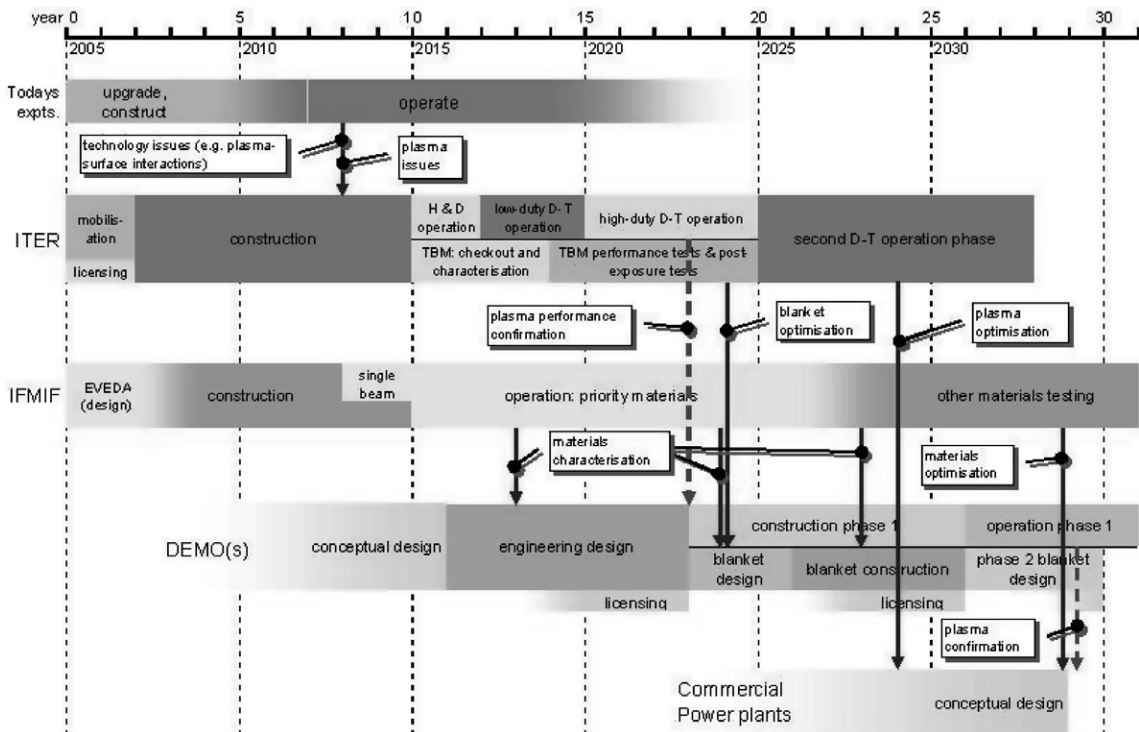 year 0 5 10 15 20 25 30
2005 2010 2015 2020 2025 2030
Todays
expts.
upgrade,
construct
operate
technology issues (e.g. plasma-
surface interactions)
plasma
issues
ITER
mobilis-
ation
licensing
construction
H & D
operation
low-duty D-T
operation
high-duty D-T operation
TBM: checkout and
characterisation
TBM performance tests & post-
exposure tests
second D-T operation phase
plasma performance
confirmation
blanket
optimisation
plasma
optimisation
IFMIF
EVEDA
(design)
construction
single
beam
operation: priority materials
other materials testing
materials
characterisation
materials
optimisation
DEMO(s)
conceptual design
engineering design
construction phase 1
operation phase 1
blanket
design
blanket construction
phase 2 blanket
design
licensing
licensing
plasma
confirmation
Commercial
Power plants
conceptual design